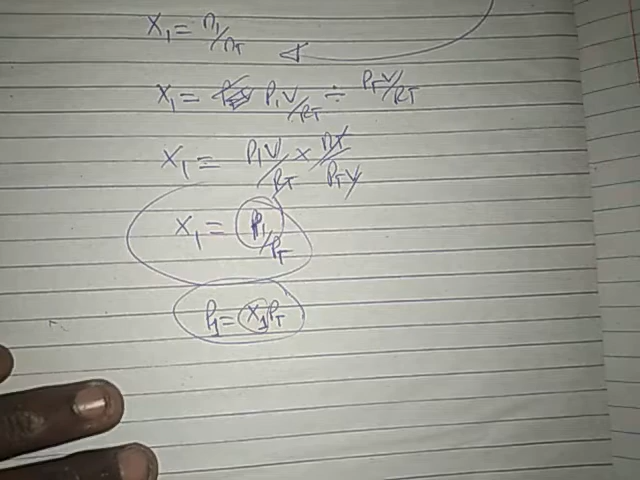 X₁ = n₁/nT
X₁ = P₁V/RT ÷ PTV/RT
X₁ = P₁V/RT × RT/PTV
X₁ = P₁/PT
P₁ = X₁PT